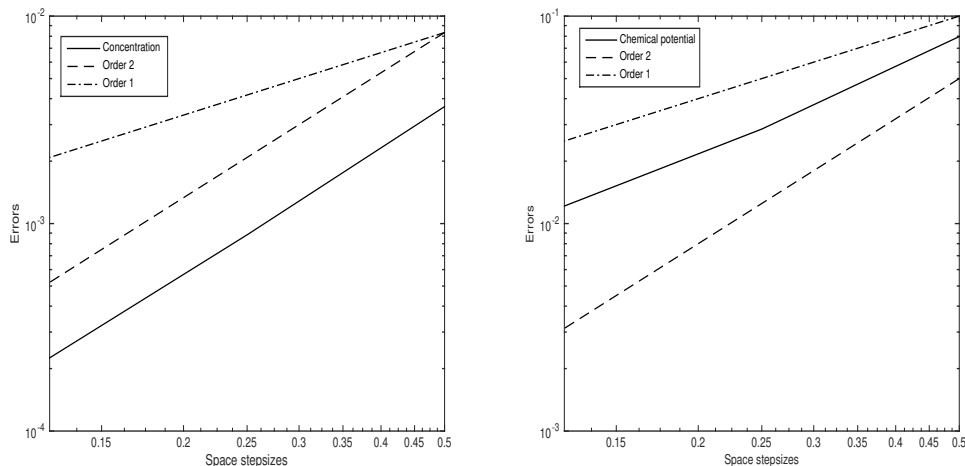 10^-2
10^-3
10^-4
Errors
Concentration
Order 2
Order 1
0.15 0.2 0.25 0.3 0.35 0.4 0.45 0.5
Space stepsizes
10^-1
10^-2
10^-3
Errors
Chemical potential
Order 2
Order 1
0.15 0.2 0.25 0.3 0.35 0.4 0.45 0.5
Space stepsizes